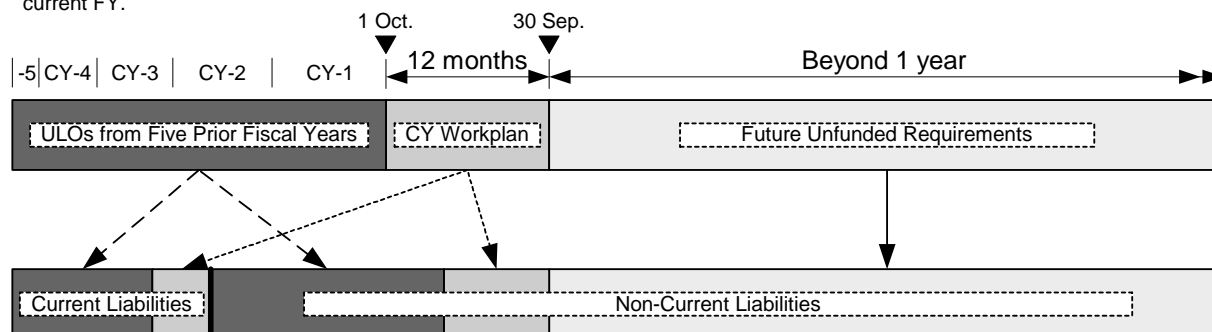 current FY.
1 Oct.
30 Sep.
-5
CY-4
CY-3
CY-2
CY-1
12 months
Beyond 1 year
ULOs from Five Prior Fiscal Years
CY Workplan
Future Unfunded Requirements
Current Liabilities
Non-Current Liabilities